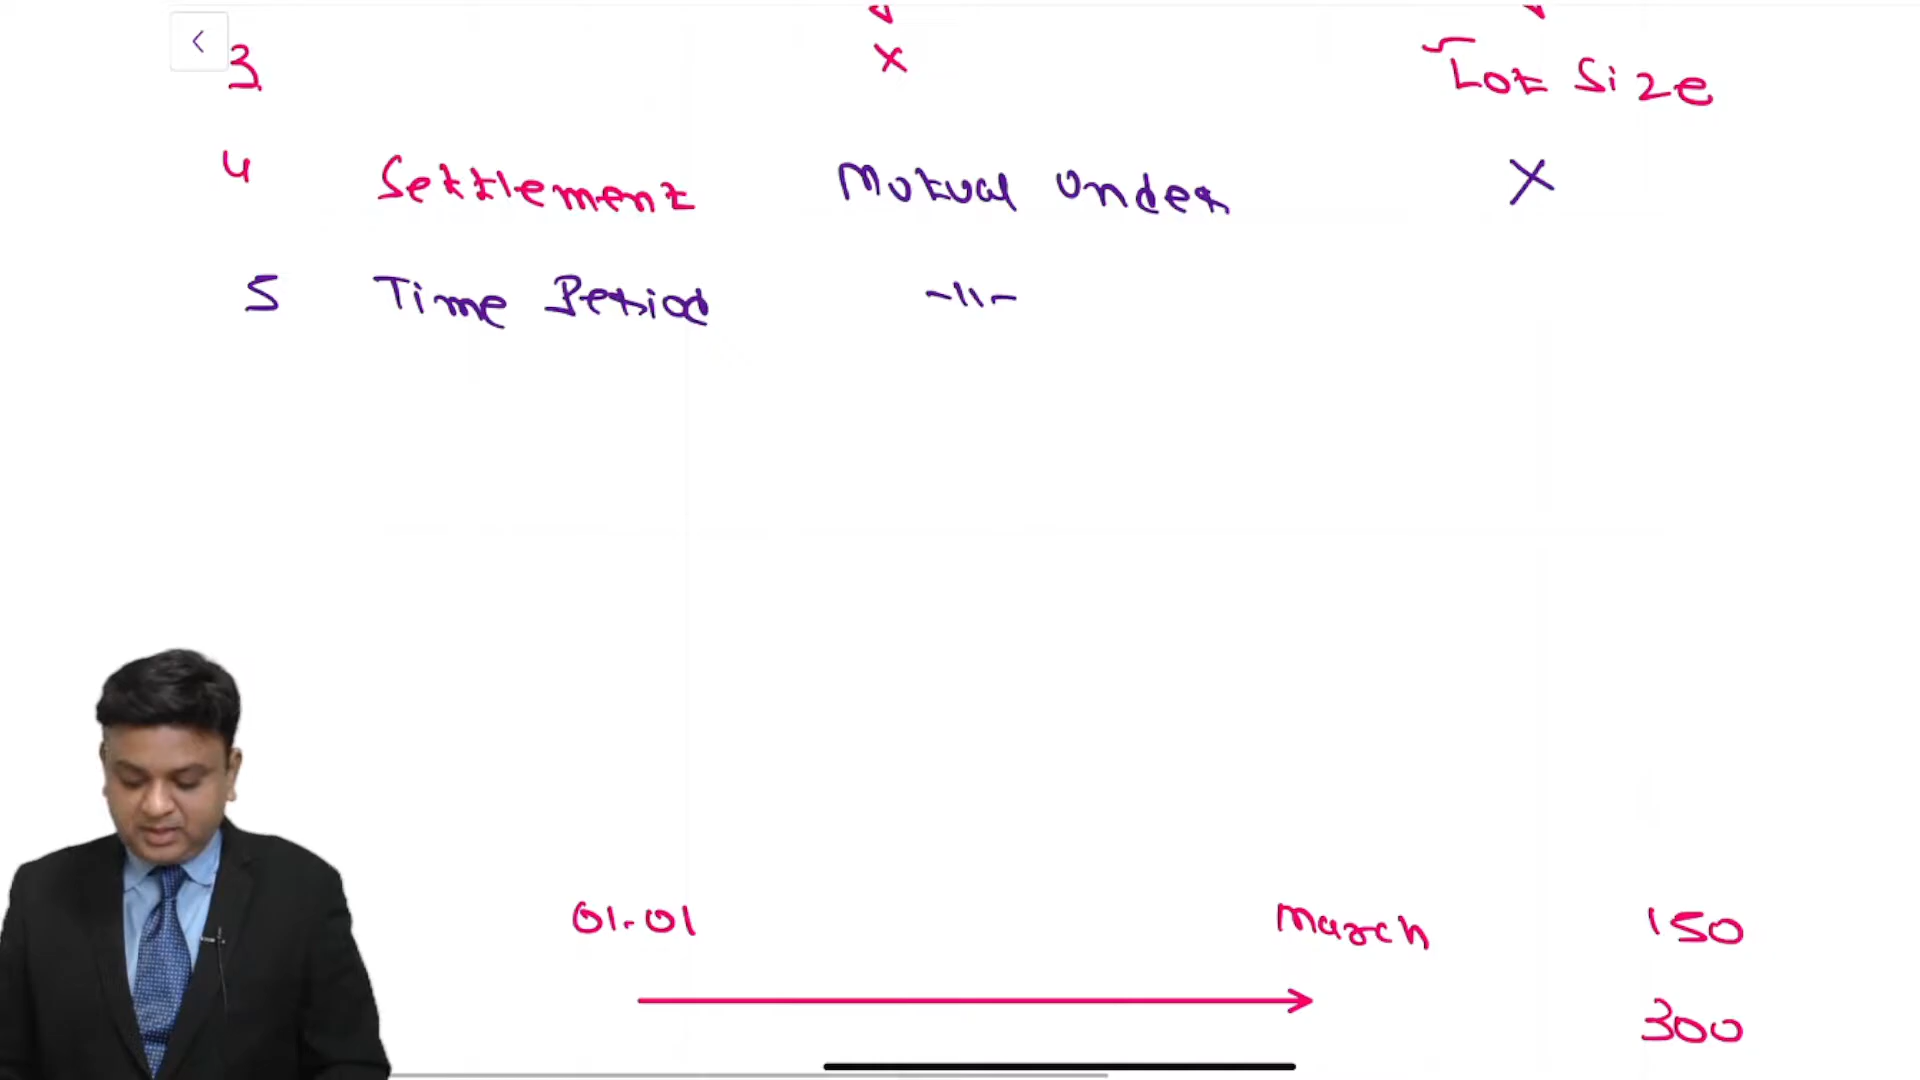 3 x Lot Size
4 Settlement Mutual Under X
5 Time Period -11-
01-01 March 150
300